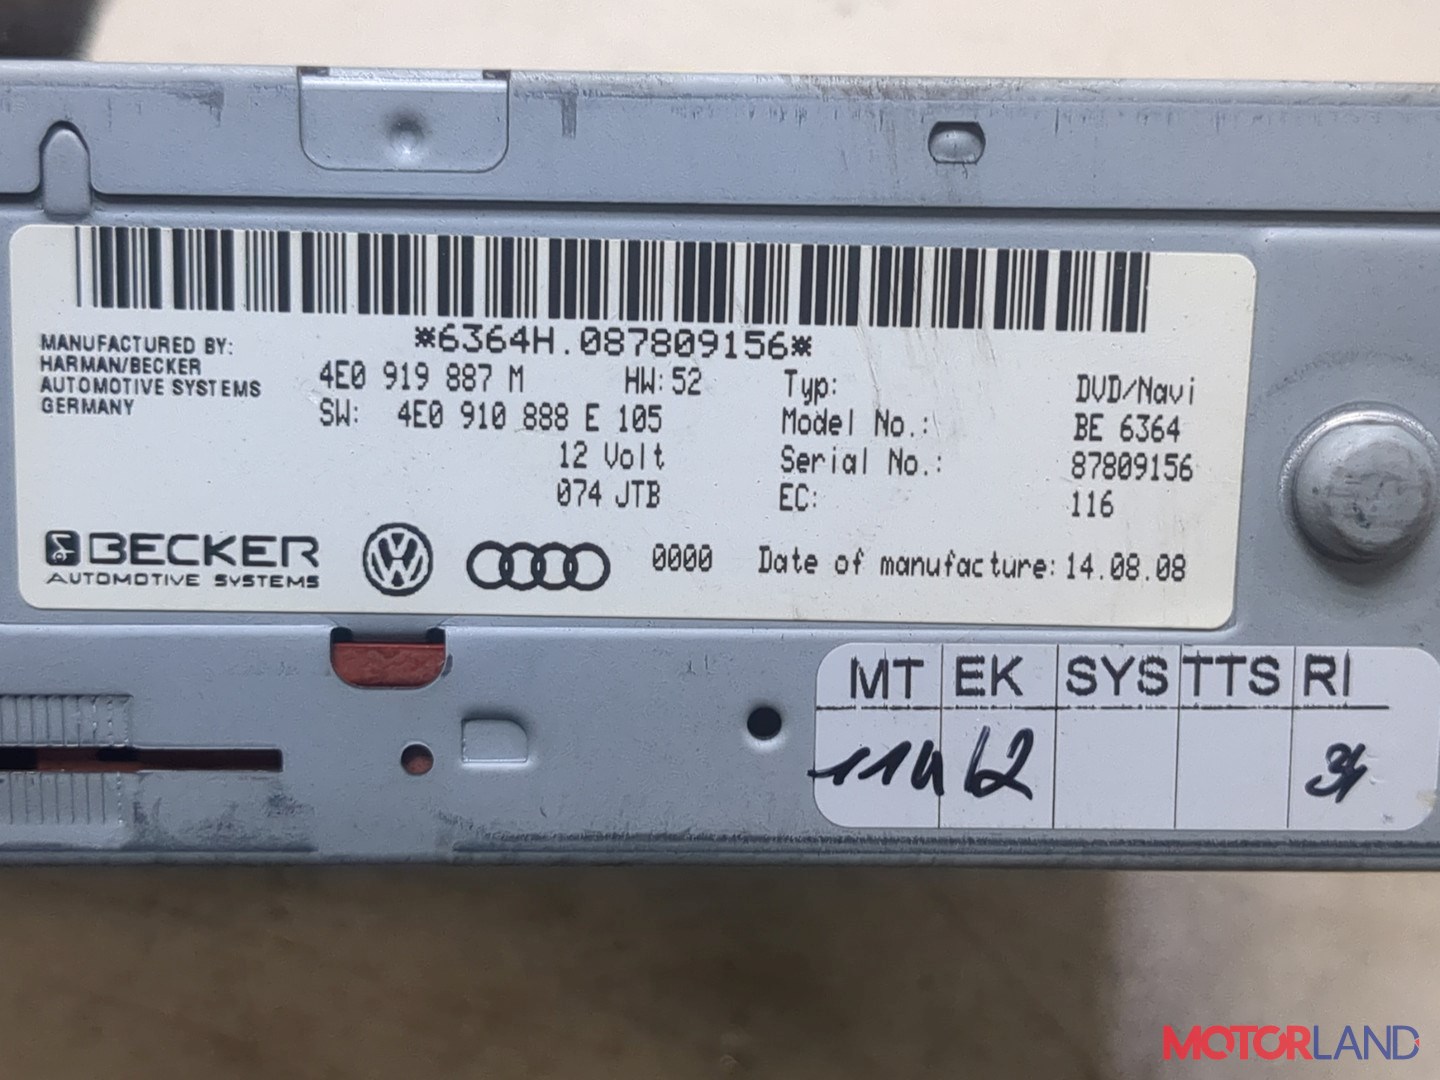 *6364H.087809156*
MANUFACTURED BY:
HARMAN/BECKER
AUTOMOTIVE SYSTEMS
GERMANY
4E0 919 887 M HW: 52
SW: 4E0 910 888 E 105
12 Volt
074 JTB
Typ: DVD/Navi
Model No.: BE 6364
Serial No.: 87809156
EC: 116
BECKER
AUTOMOTIVE SYSTEMS
0000 Date of manufacture: 14.08.08
MT EK SYS TTS RI
62
MOTORLAND